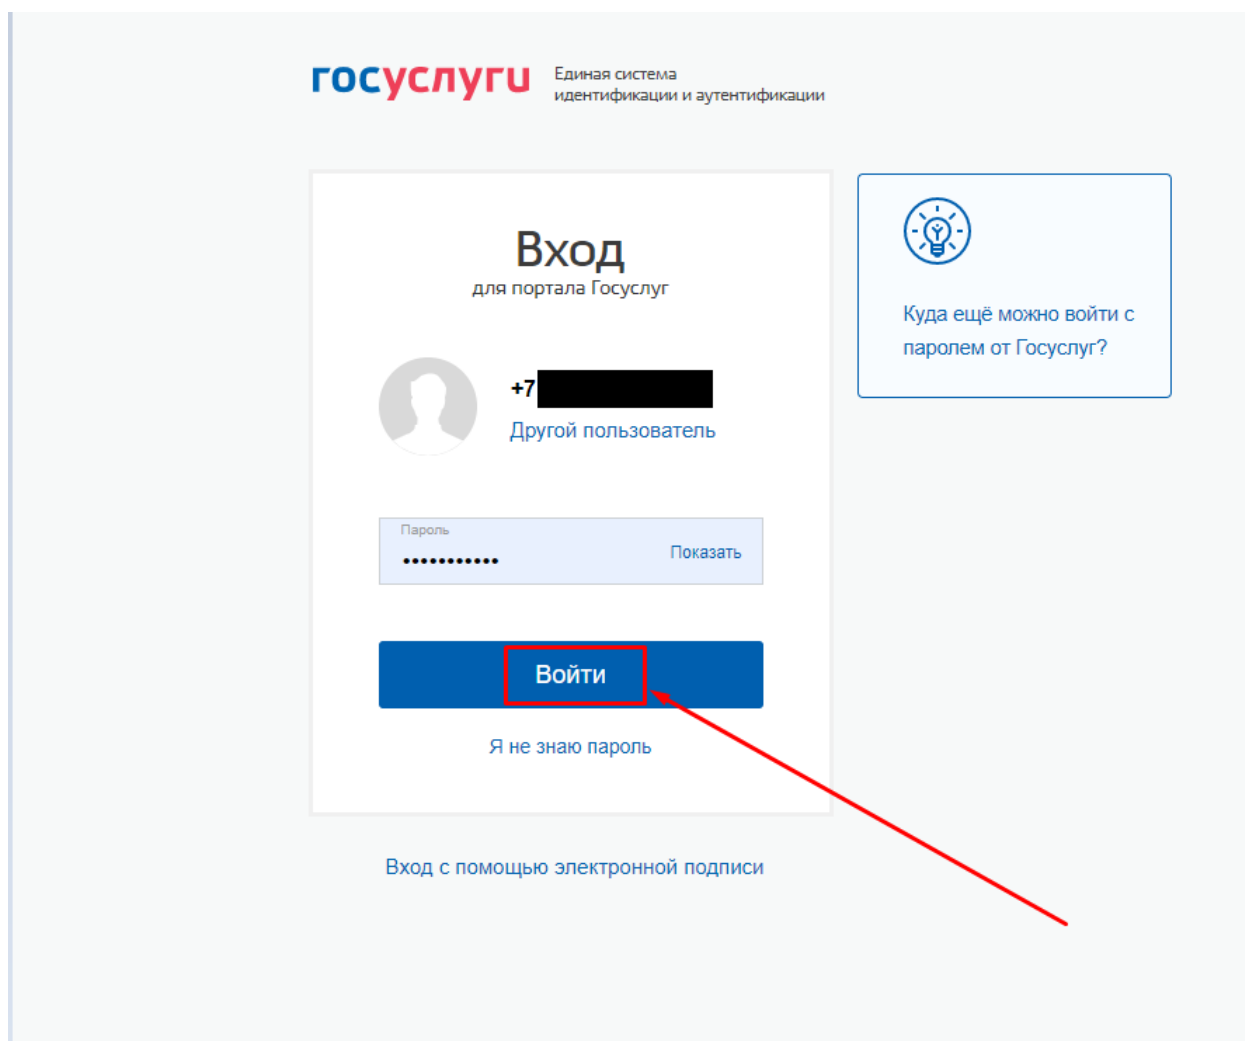 госуслуги
Единая система
идентификации и аутентификации
Вход
для портала Госуслуг
+7
Другой пользователь
Пароль
•••••••••••
Показать
Войти
Я не знаю пароль
Вход с помощью электронной подписи
Куда ещё можно войти с
паролем от Госуслуг?